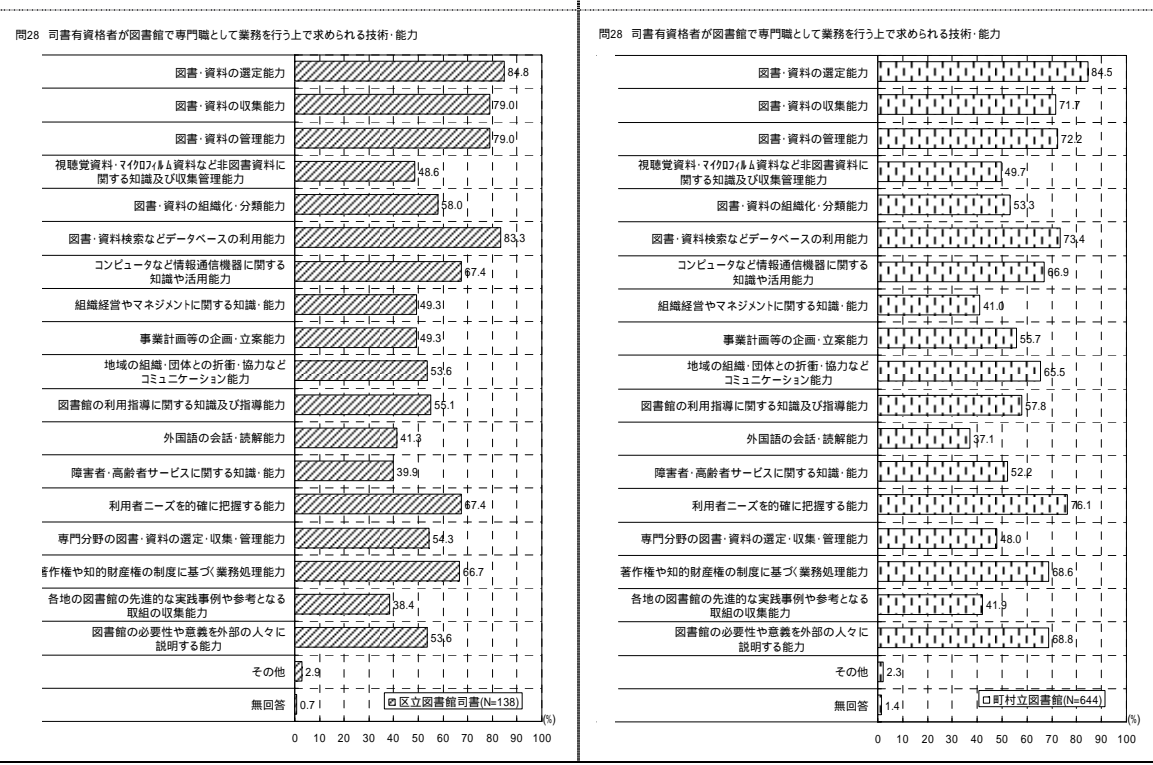 問28 司書有資格者が図書館で専門職として業務を行う上で求められる技術・能力
図書・資料の選定能力 84.8
図書・資料の収集能力 79.0
図書・資料の管理能力 79.0
視聴覚資料・マイクロフィルム資料など非図書資料に
関する知識及び収集管理能力 48.6
図書・資料の組織化・分類能力 58.0
図書・資料検索などデータベースの利用能力 83.3
コンピュータなど情報通信機器に関する
知識や活用能力 67.4
組織経営やマネジメントに関する知識・能力 49.3
事業計画等の企画・立案能力 49.3
地域の組織・団体との折衝・協力など
コミュニケーション能力 53.6
図書館の利用指導に関する知識及び指導能力 55.1
外国語の会話・読解能力 41.3
障害者・高齢者サービスに関する知識・能力 39.9
利用者ニーズを的確に把握する能力 67.4
専門分野の図書・資料の選定・収集・管理能力 54.3
著作権や知的財産権の制度に基づく業務処理能力 66.7
各地の図書館の先進的な実践事例や参考となる
取組の収集能力 38.4
図書館の必要性や意義を外部の人々に
説明する能力 53.6
その他 2.9
無回答 0.7
区立図書館司書(N=138)
(%)
0 10 20 30 40 50 60 70 80 90 100
問28 司書有資格者が図書館で専門職として業務を行う上で求められる技術・能力
図書・資料の選定能力 84.5
図書・資料の収集能力 71.7
図書・資料の管理能力 72.2
視聴覚資料・マイクロフィルム資料など非図書資料に
関する知識及び収集管理能力 49.7
図書・資料の組織化・分類能力 53.3
図書・資料検索などデータベースの利用能力 73.4
コンピュータなど情報通信機器に関する
知識や活用能力 66.9
組織経営やマネジメントに関する知識・能力 41.0
事業計画等の企画・立案能力 55.7
地域の組織・団体との折衝・協力など
コミュニケーション能力 65.5
図書館の利用指導に関する知識及び指導能力 57.8
外国語の会話・読解能力 37.1
障害者・高齢者サービスに関する知識・能力 52.2
利用者ニーズを的確に把握する能力 76.1
専門分野の図書・資料の選定・収集・管理能力 48.0
著作権や知的財産権の制度に基づく業務処理能力 68.6
各地の図書館の先進的な実践事例や参考となる
取組の収集能力 41.9
図書館の必要性や意義を外部の人々に
説明する能力 68.8
その他 2.3
無回答 1.4
町村立図書館(N=644)
(%)
0 10 20 30 40 50 60 70 80 90 100